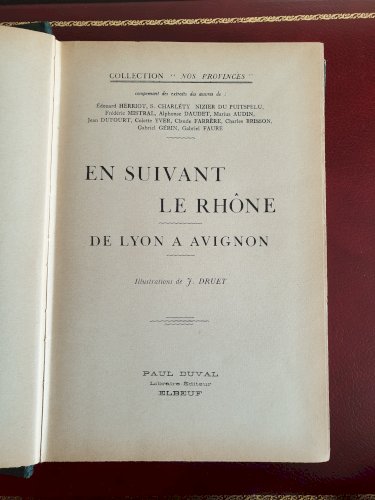 COLLECTION " NOS PROVINCES "
comprenant des extraits des œuvres de :
Édouard HERRIOT, S. CHARLÉTY NIZIER DU PUITSPELU,
Frédéric MISTRAL, Alphonse DAUDET, Marius AUDIN,
Jean DUFOURT, Colette YVER, Claude FARRÈRE, Charles BRISSON,
Gabriel GÉRIN, Gabriel FAURE
EN SUIVANT
LE RHÔNE
DE LYON A AVIGNON
Illustrations de J. DRUET
PAUL DUVAL
Libraire-Éditeur
ELBEUF